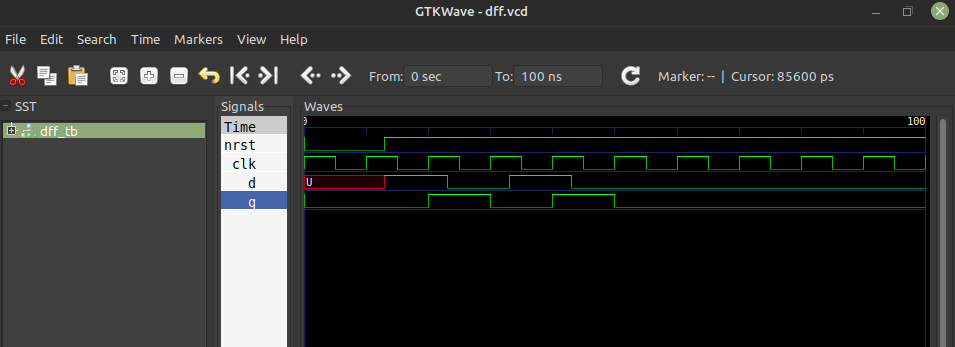 GTKWave - dff.vcd
File Edit Search Time Markers View Help
From: 0 sec To: 100 ns Marker: -- | Cursor: 85600 ps
SST
dff_tb
Signals
Time
nrst
clk
d
q
Waves
0 100
U